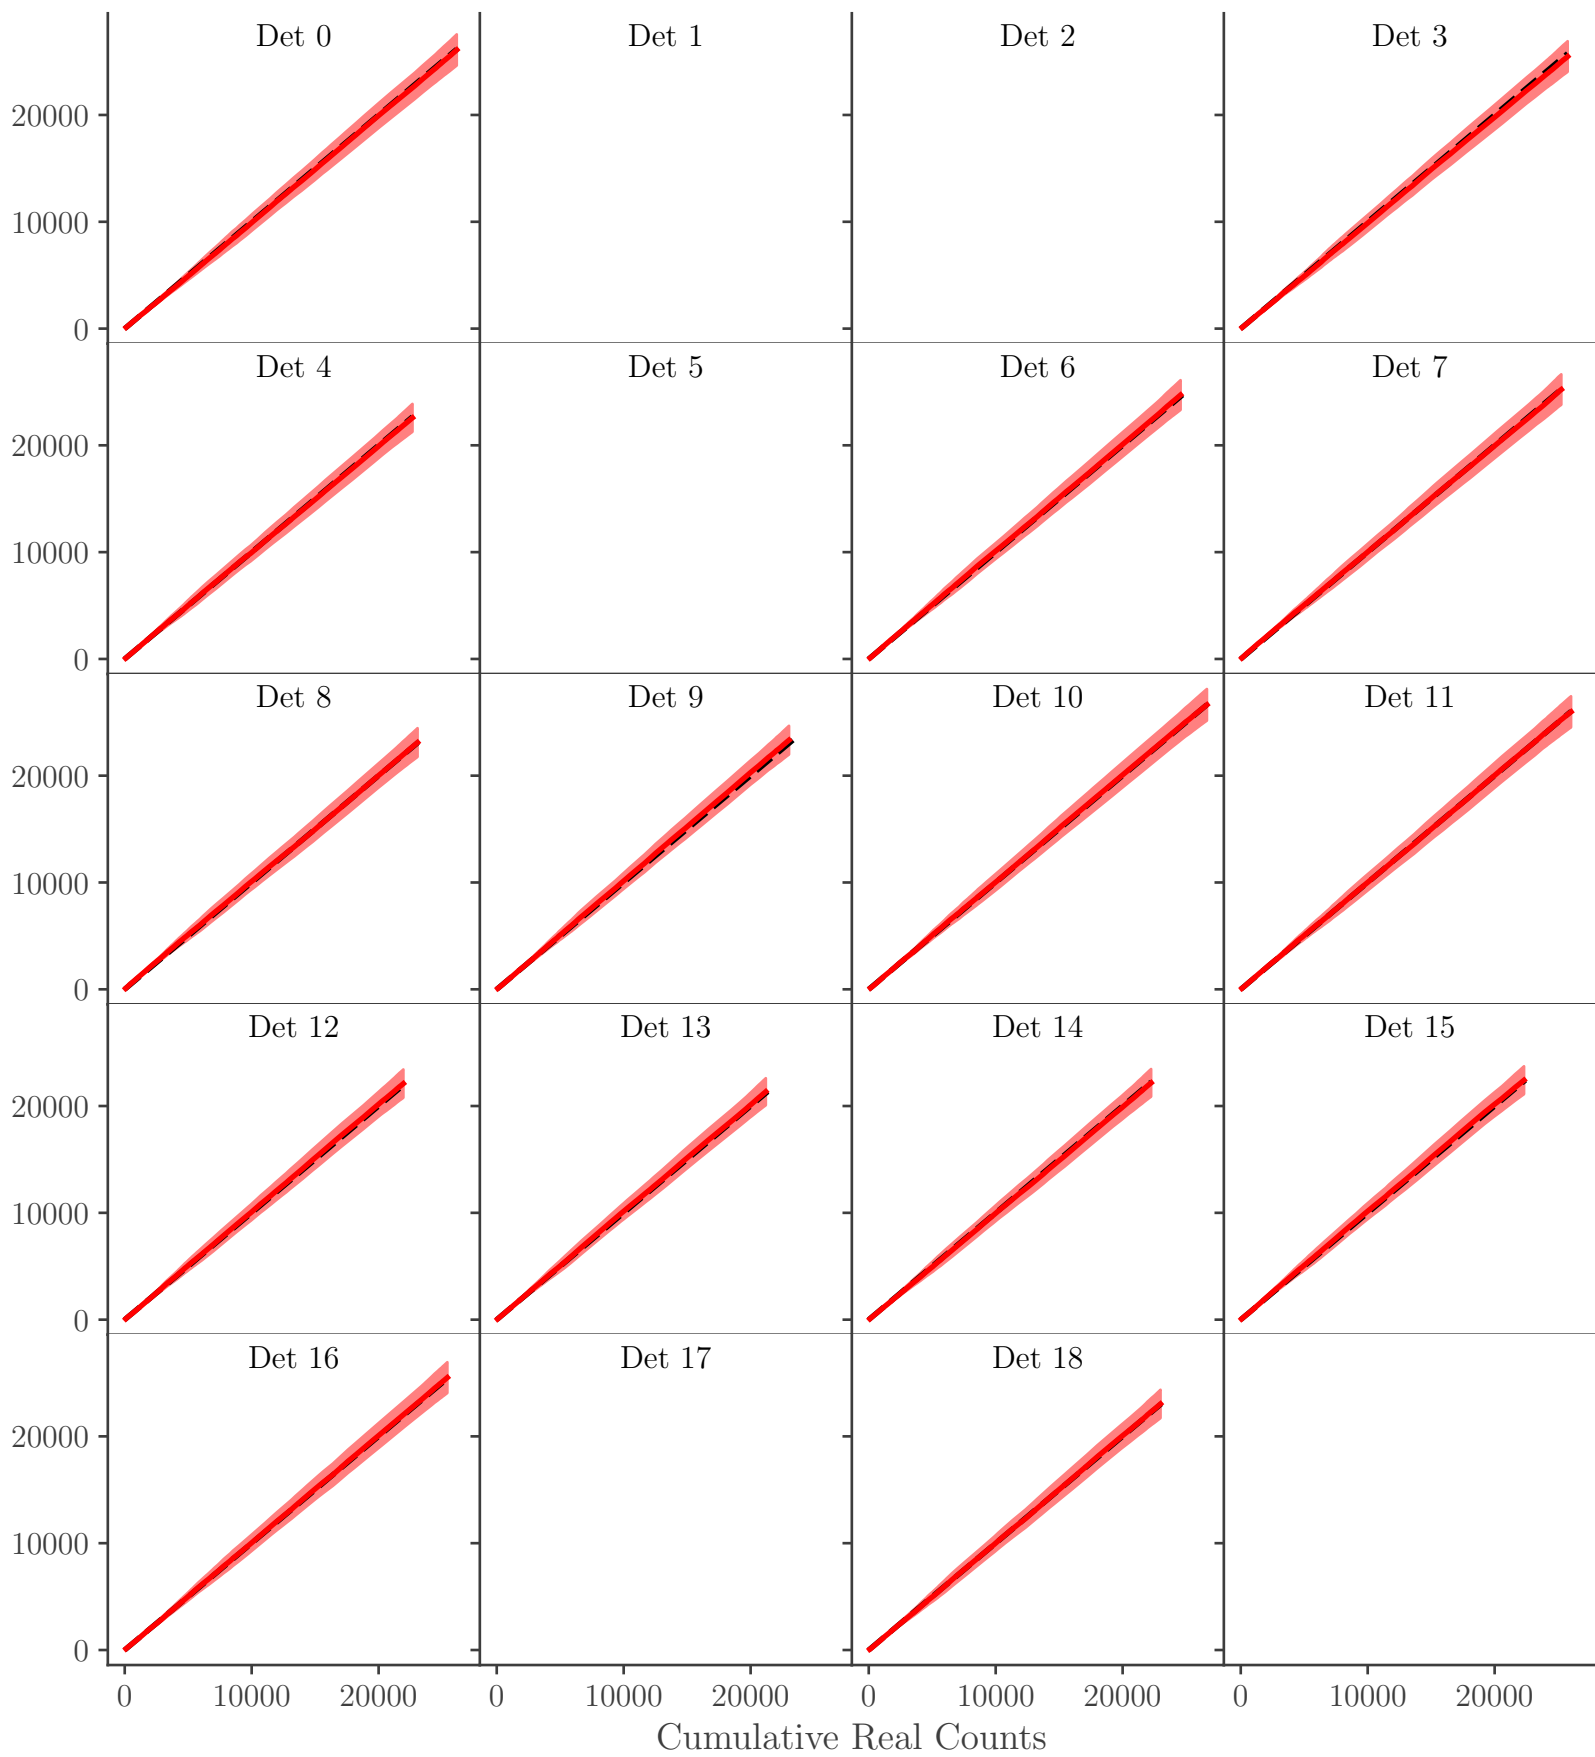 Det 0 Det 1 Det 2 Det 3
20000
10000
0
Det 4 Det 5 Det 6 Det 7
20000
10000
0
Det 8 Det 9 Det 10 Det 11
20000
10000
0
Det 12 Det 13 Det 14 Det 15
20000
10000
0
Det 16 Det 17 Det 18
20000
10000
0
0 10000 20000 0 10000 20000 0 10000 20000 0 10000 20000
Cumulative Real Counts